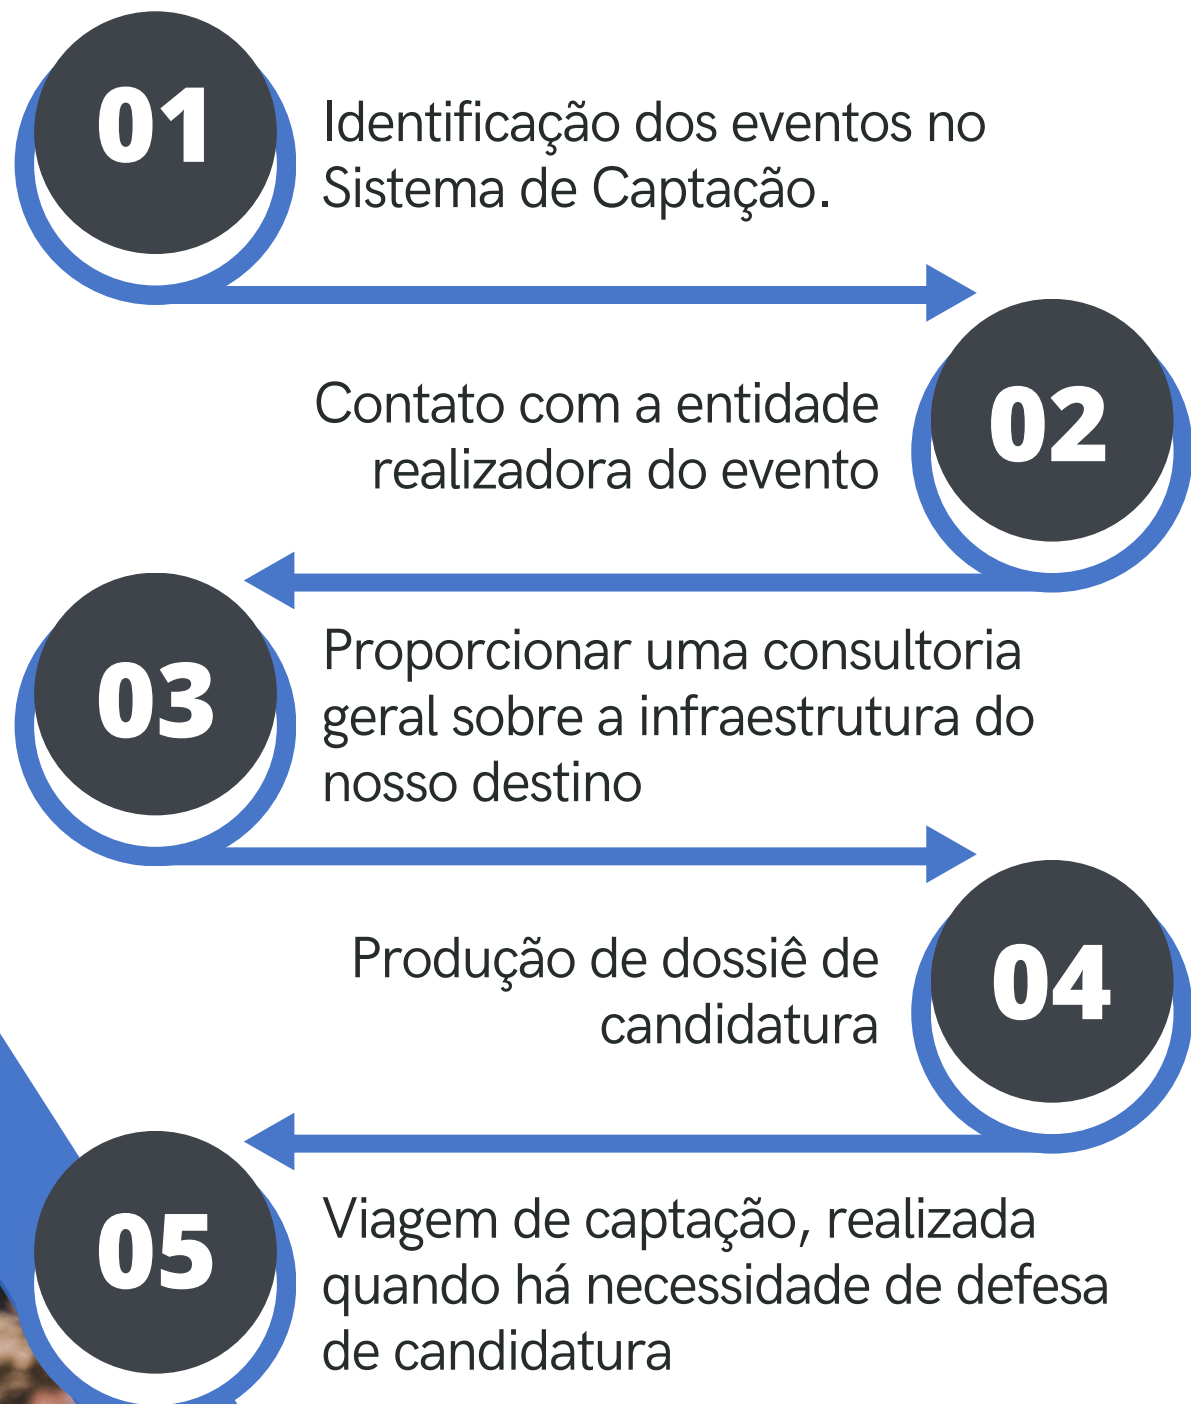 01
Identificação dos eventos no
Sistema de Captação.
02
Contato com a entidade
realizadora do evento
03
Proporcionar uma consultoria
geral sobre a infraestrutura do
nosso destino
04
Produção de dossiê de
candidatura
05
Viagem de captação, realizada
quando há necessidade de defesa
de candidatura